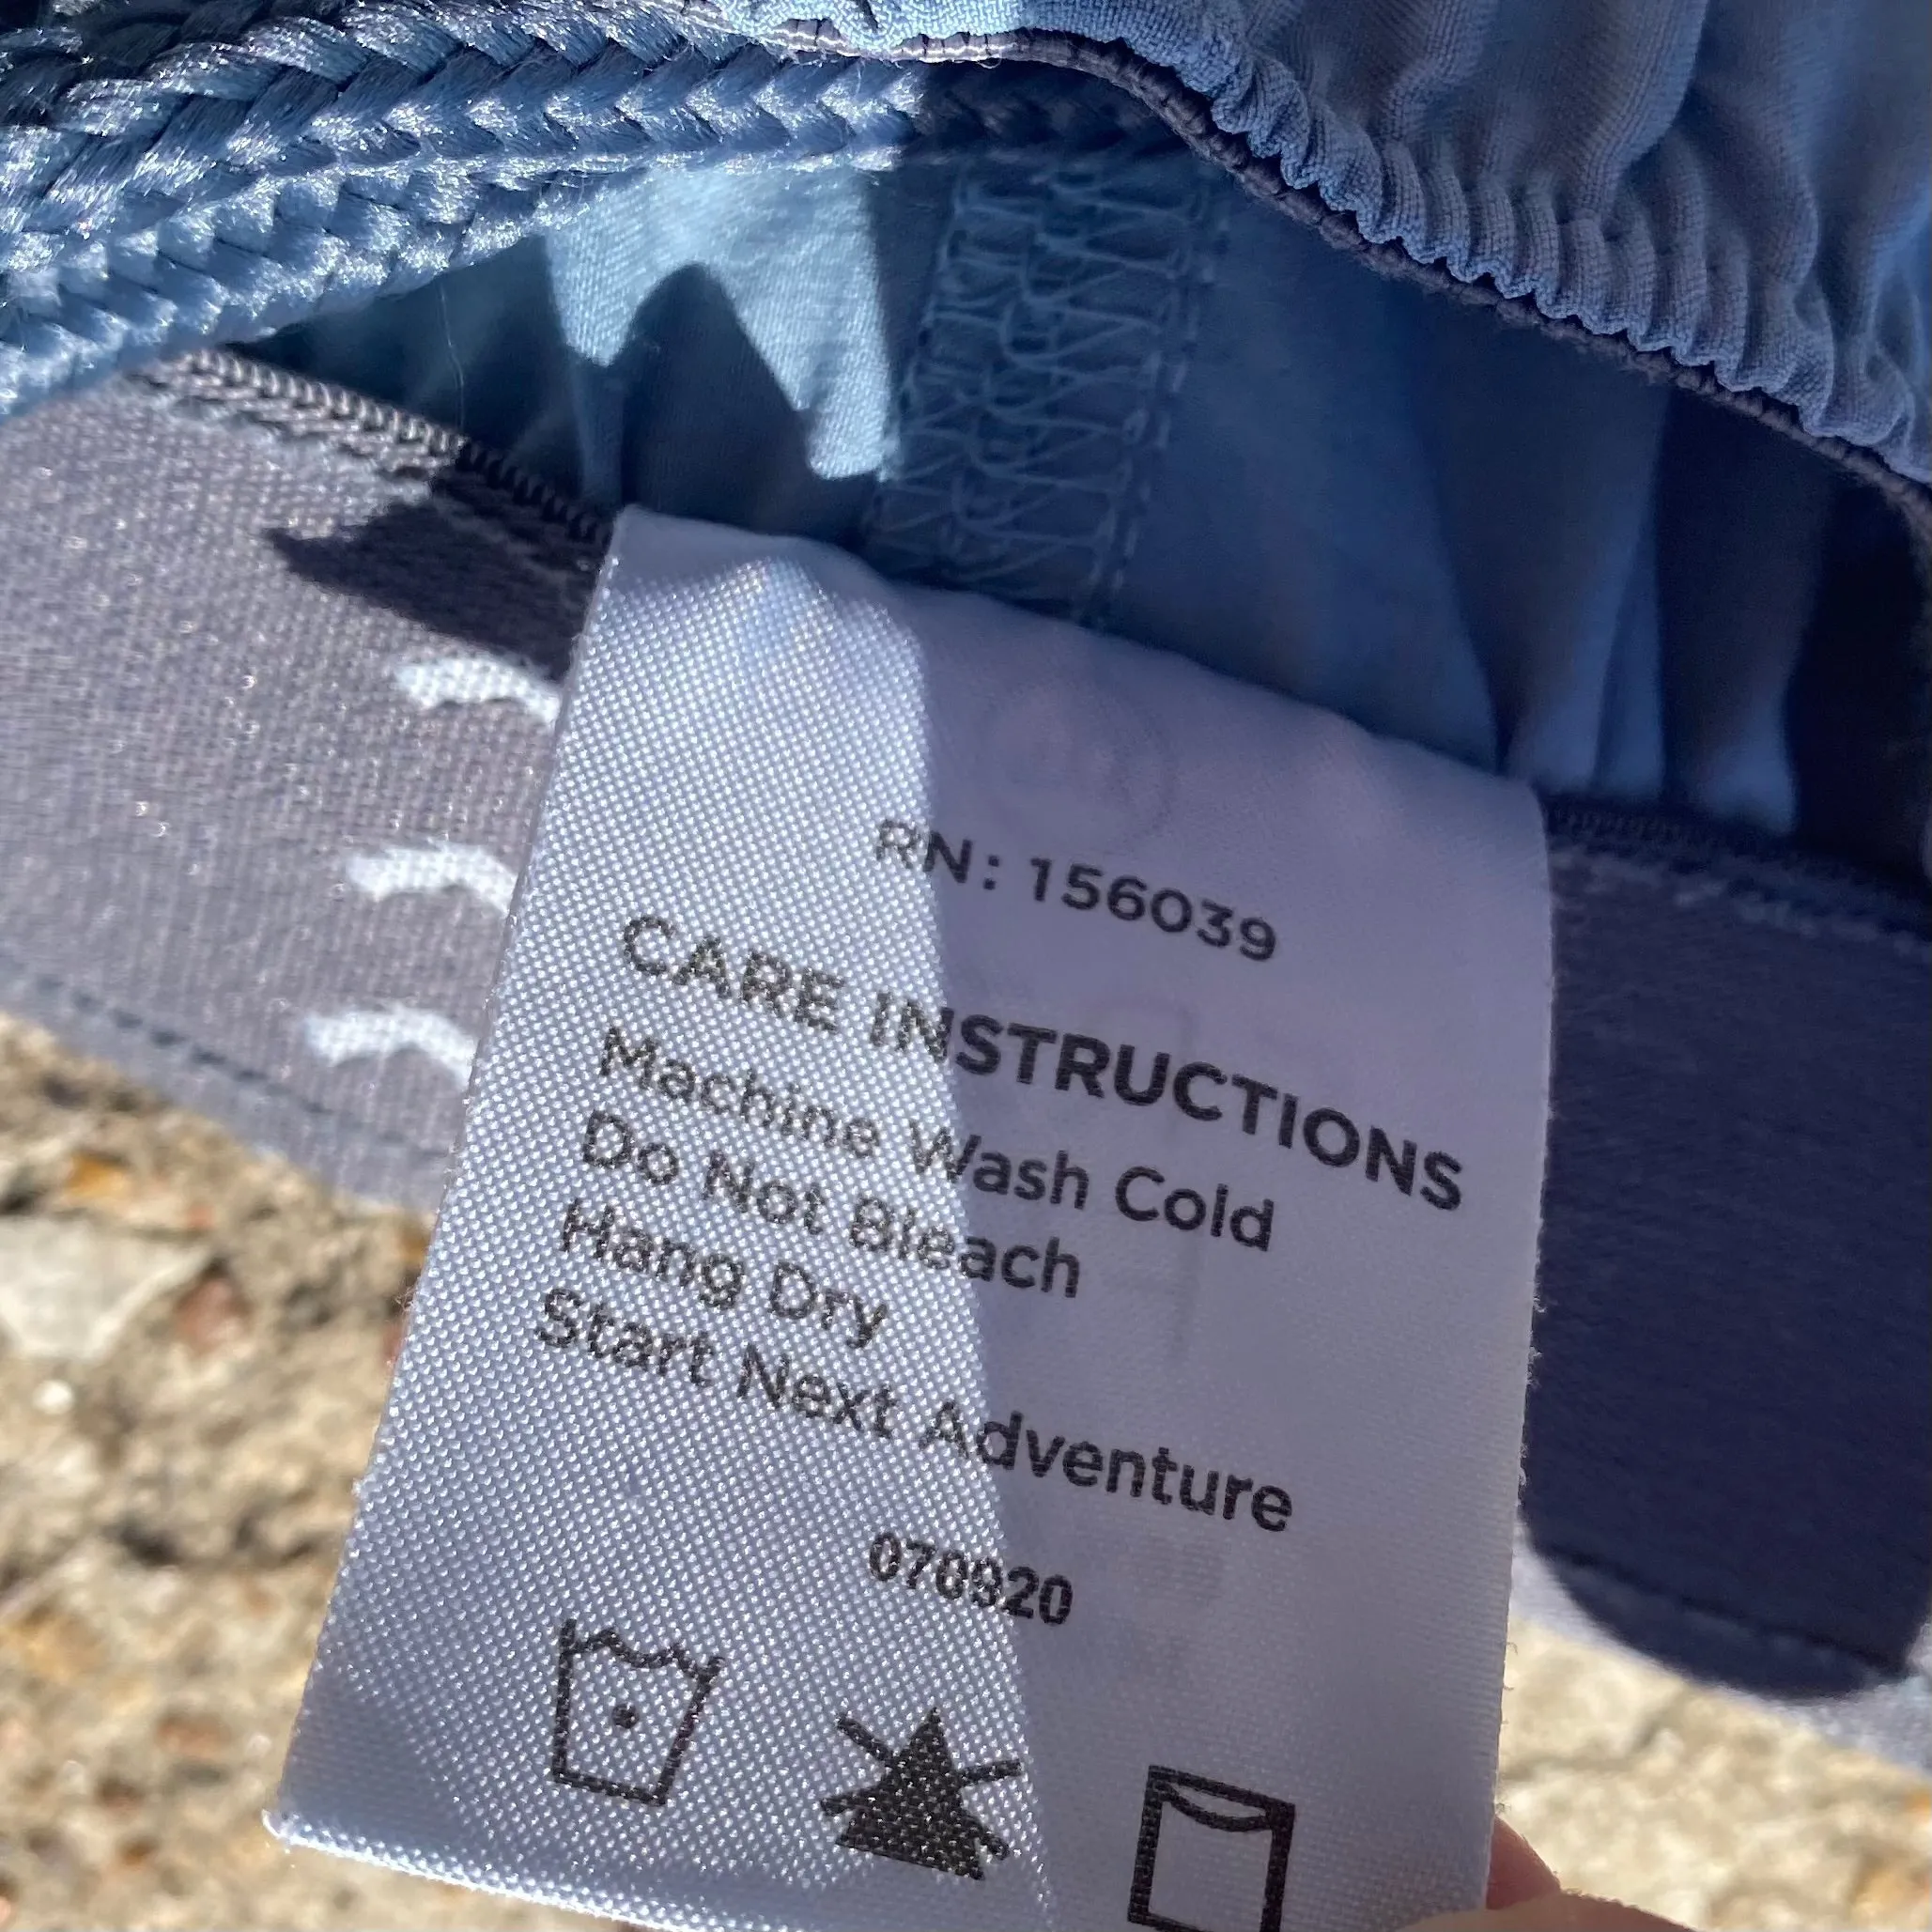 RN: 156039
CARE INSTRUCTIONS
Machine Wash Cold
Do Not Bleach
Hang Dry
Start Next Adventure
070920